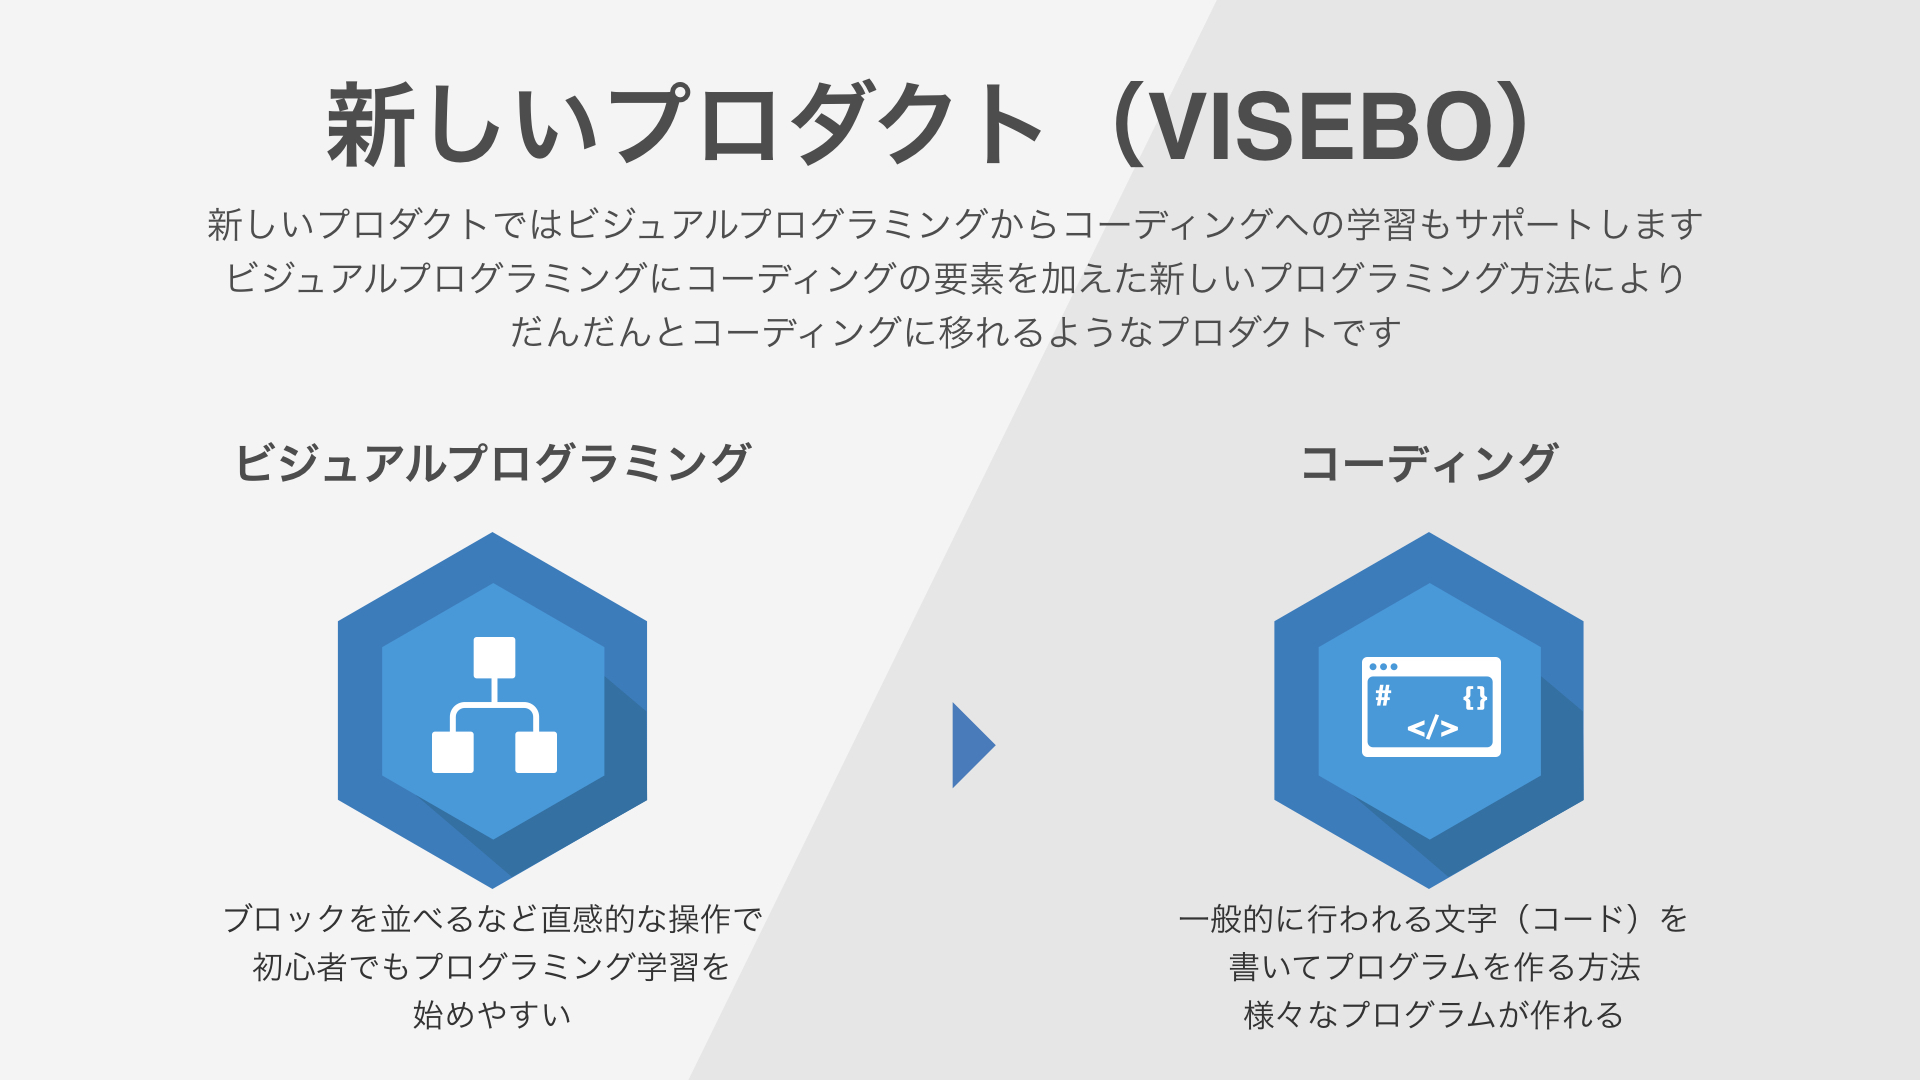 新しいプロダクト（VISEBO）
新しいプロダクトではビジュアルプログラミングからコーディングへの学習もサポートします
ビジュアルプログラミングにコーディングの要素を加えた新しいプログラミング方法により
だんだんとコーディングに移れるようなプロダクトです
ビジュアルプログラミング
ブロックを並べるなど直感的な操作で
初心者でもプログラミング学習を
始めやすい
コーディング
# {}
</>
一般的に行われる文字（コード）を
書いてプログラムを作る方法
様々なプログラムが作れる